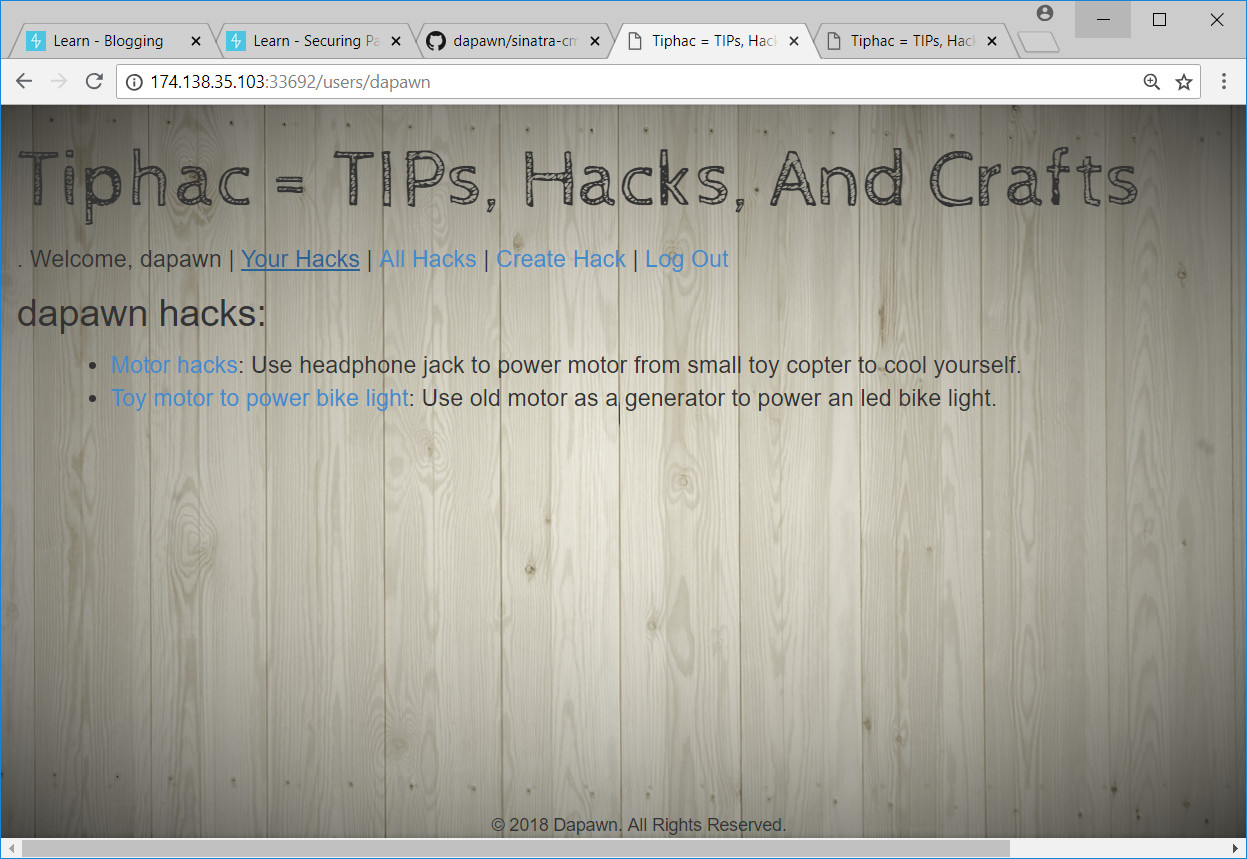 Learn - Blogging
Learn - Securing Pa
dapawn/sinatra-cm
Tiphac = TIPs, Hac
Tiphac = TIPs, Hac
174.138.35.103:33692/users/dapawn
Tiphac = TIPs, Hacks, And Crafts
. Welcome, dapawn | Your Hacks | All Hacks | Create Hack | Log Out
dapawn hacks:
• Motor hacks: Use headphone jack to power motor from small toy copter to cool yourself.
• Toy motor to power bike light: Use old motor as a generator to power an led bike light.
© 2018 Dapawn. All Rights Reserved.